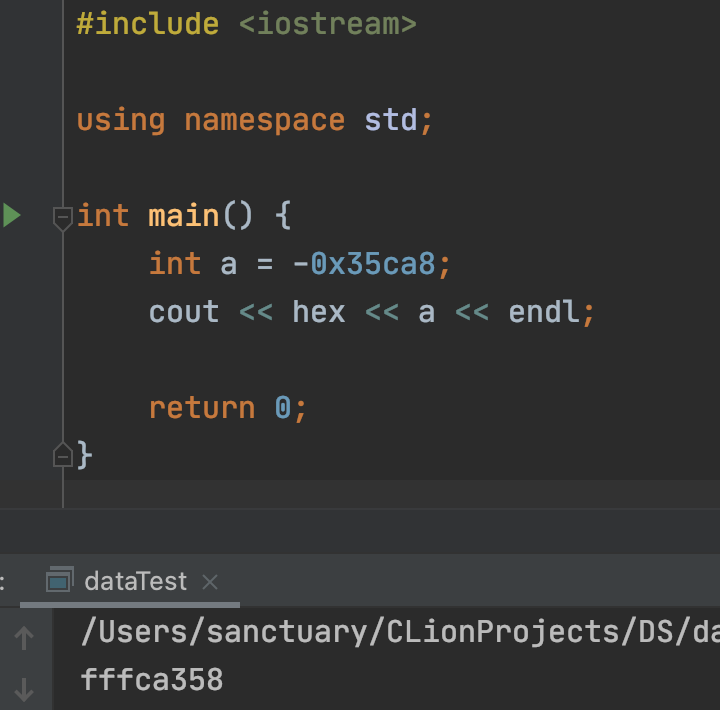 #include <iostream>
using namespace std;
int main() {
    int a = -0x35ca8;
    cout << hex << a << endl;
    return 0;
}
: dataTest ×
/Users/sanctuary/CLionProjects/DS/da
fffca358